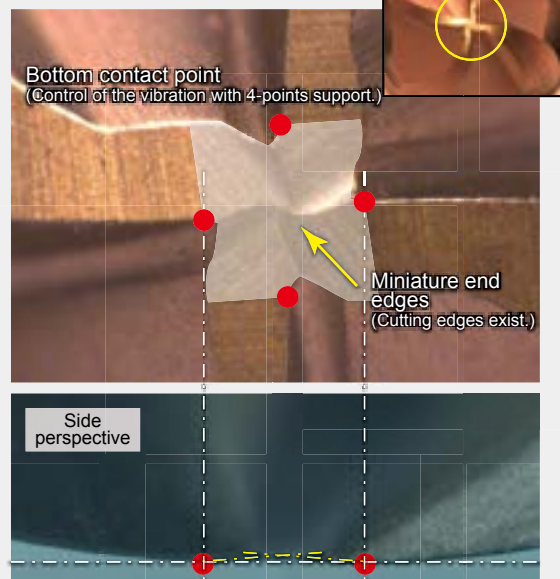 Bottom contact point
(Control of the vibration with 4-points support.)
Miniature end
edges
(Cutting edges exist.)
Side
perspective